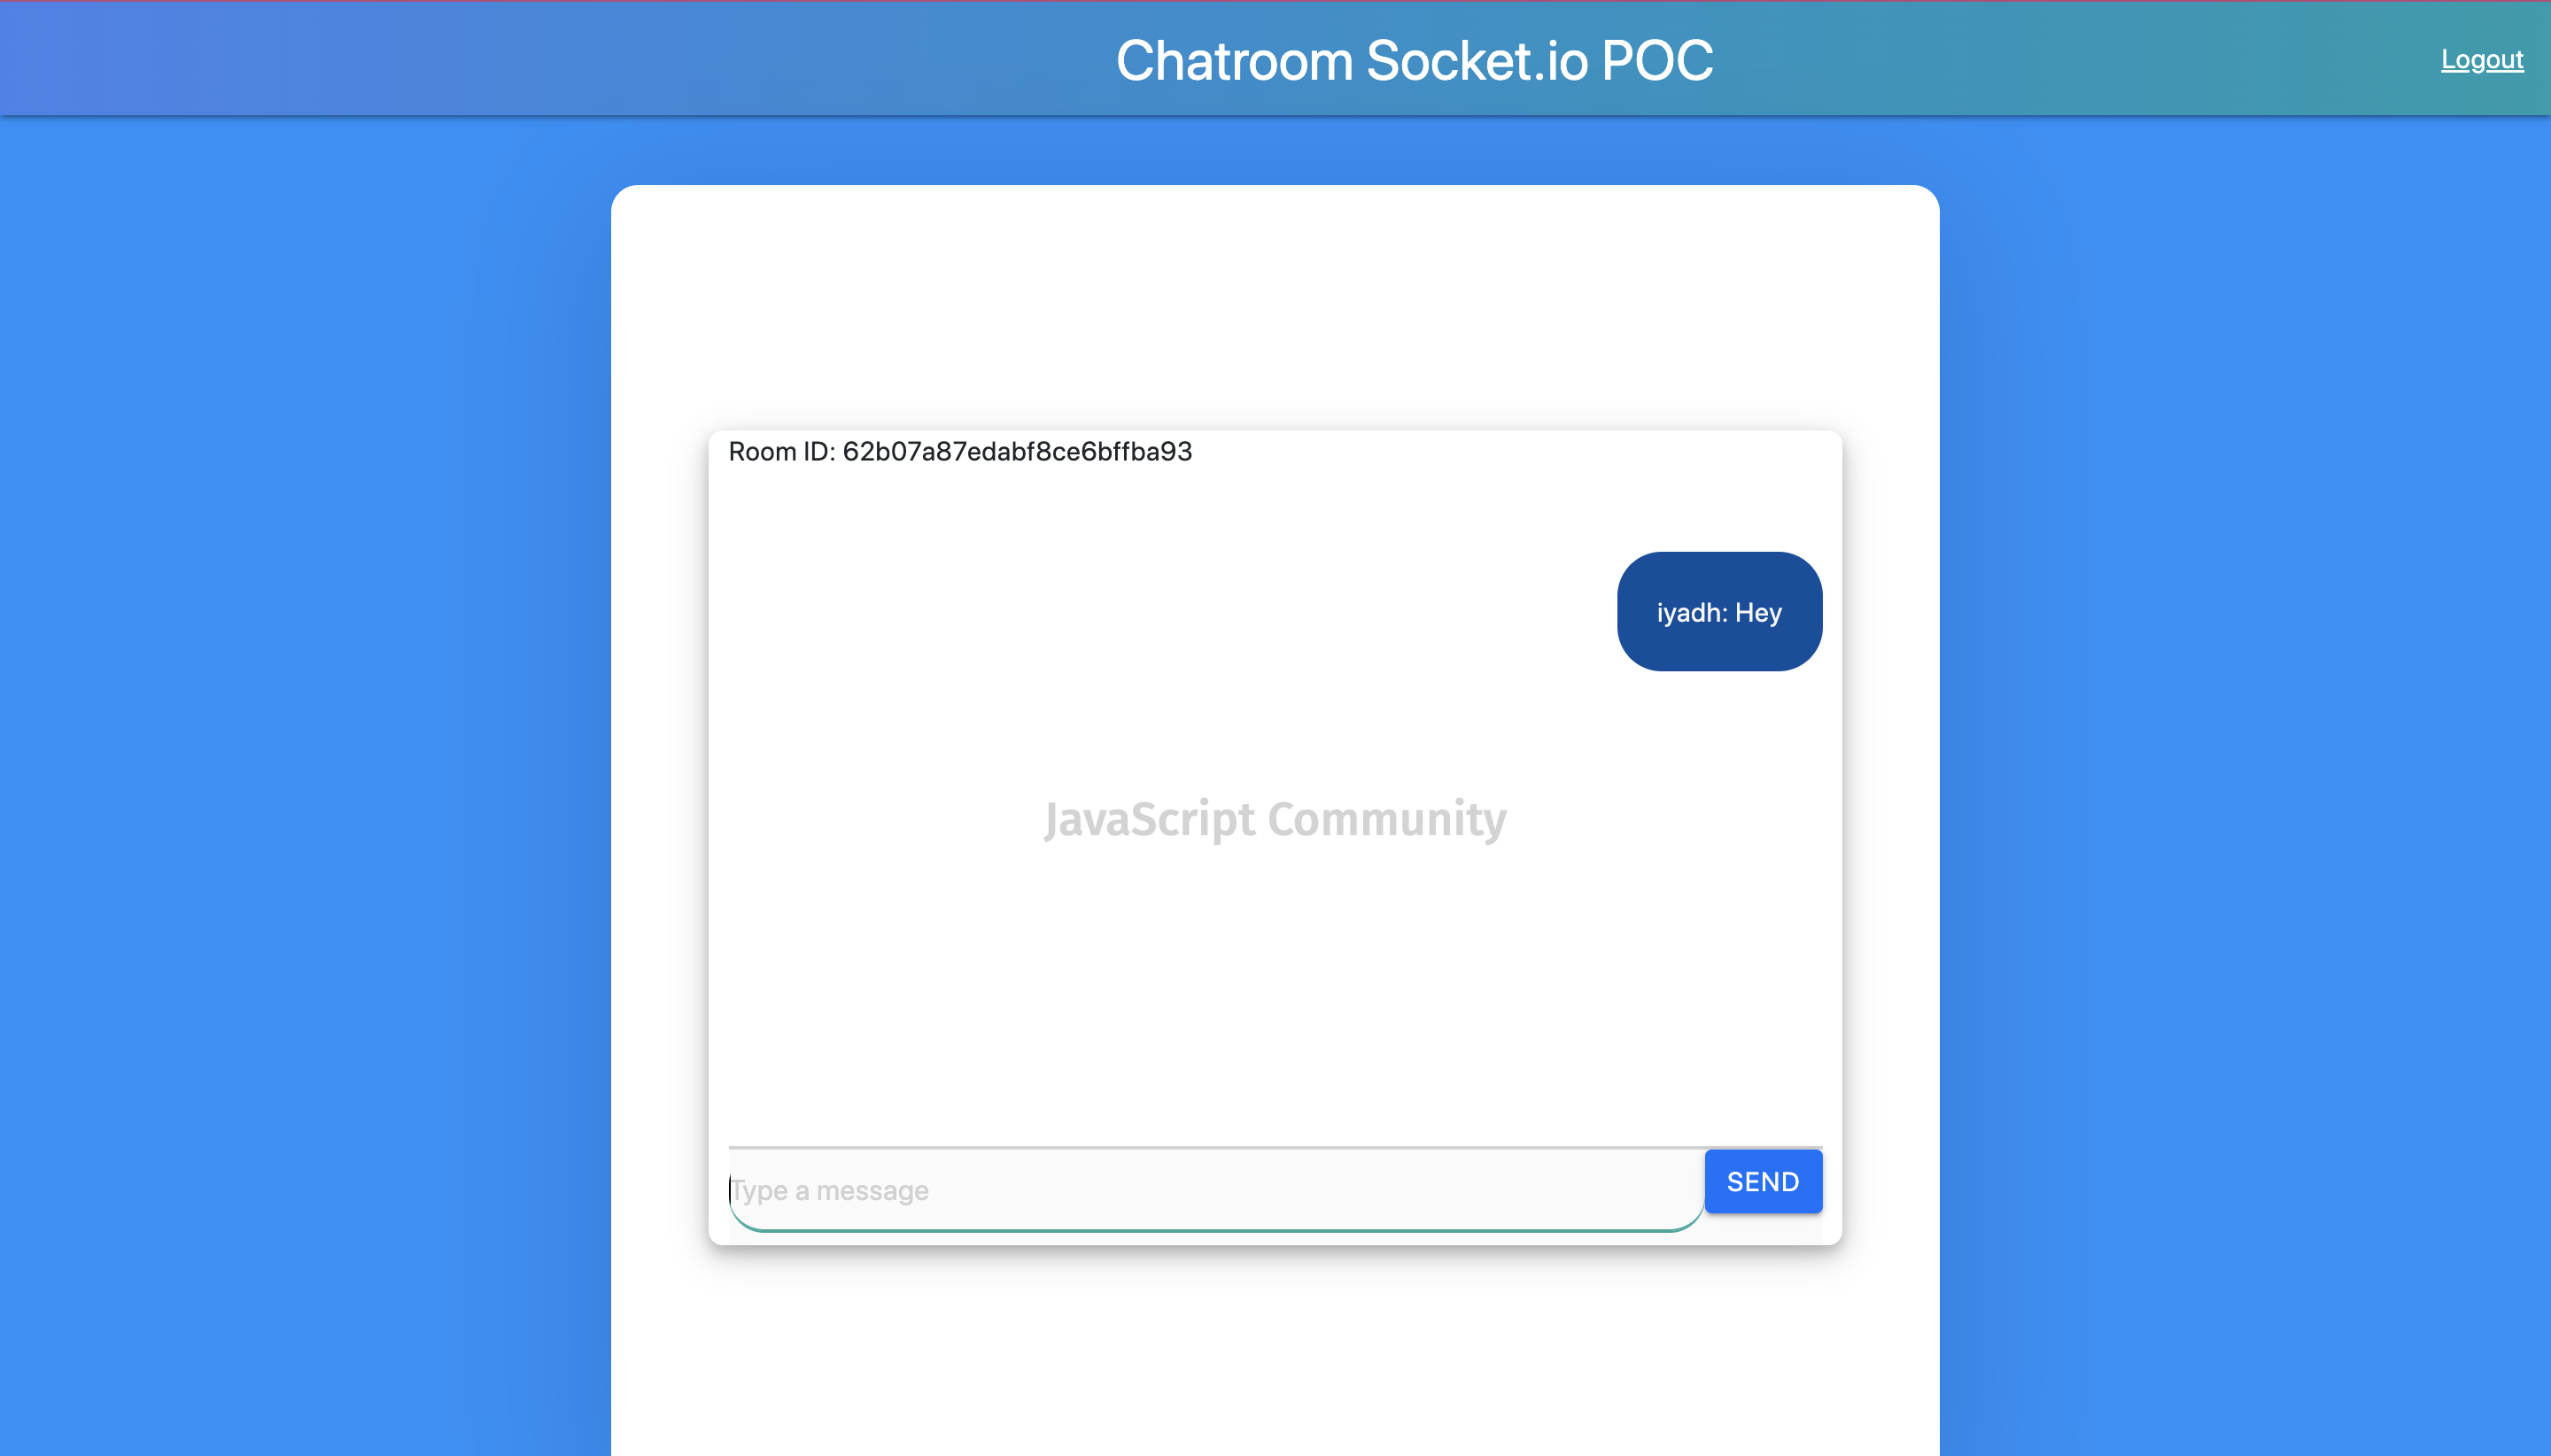 Chatroom Socket.io POC
Logout
Room ID: 62b07a87edabf8ce6bffba93
iyadh: Hey
JavaScript Community
Type a message
SEND